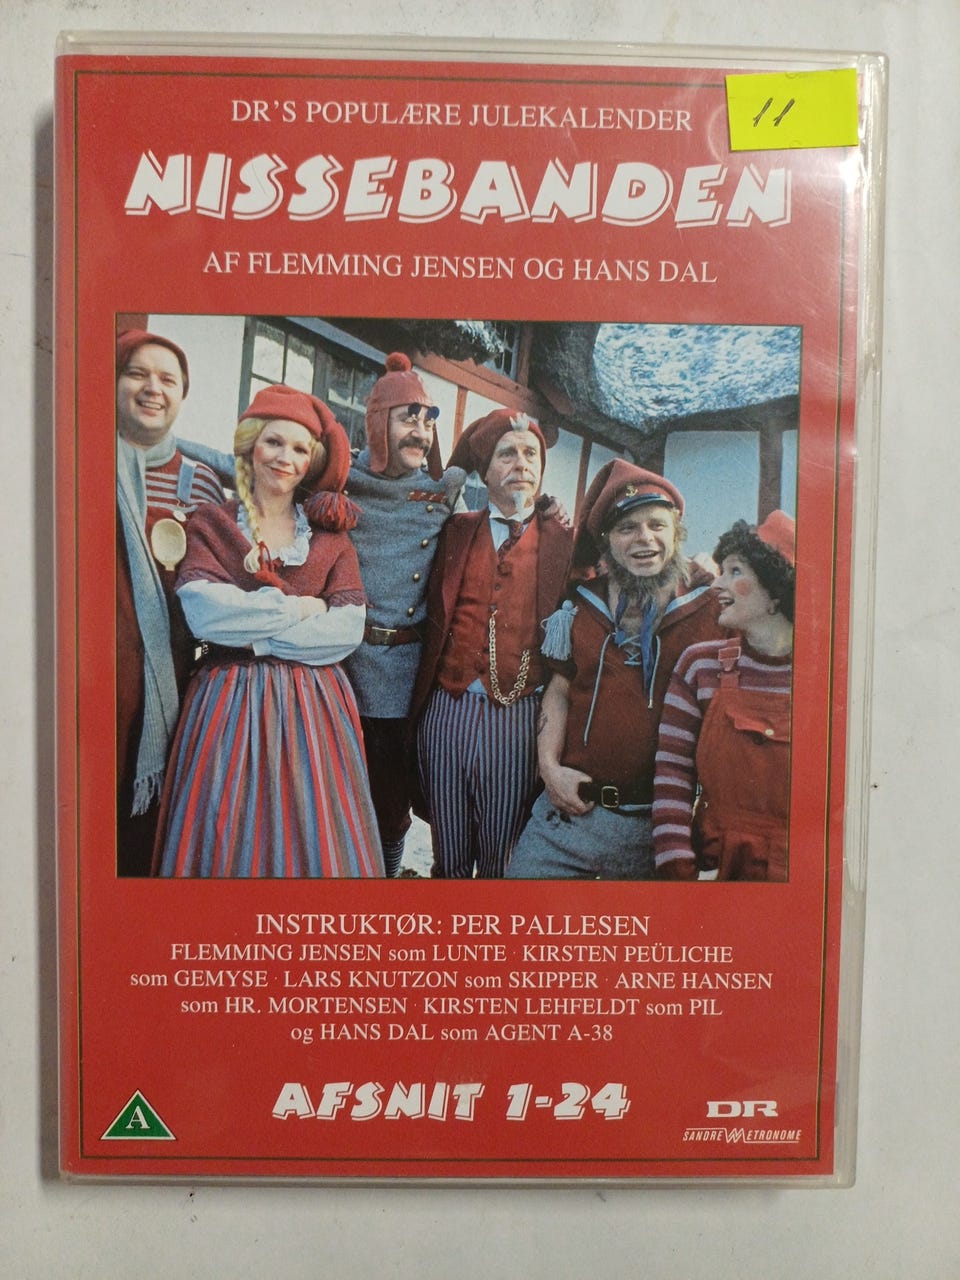 DR'S POPULÆRE JULEKALENDER
11
NISSEBANDEN
AF FLEMMING JENSEN OG HANS DAL
INSTRUKTØR: PER PALLESEN
FLEMMING JENSEN som LUNTE · KIRSTEN PEÜLICHE
som GEMYSE · LARS KNUTZON som SKIPPER · ARNE HANSEN
som HR. MORTENSEN · KIRSTEN LEHFELDT som PIL
og HANS DAL som AGENT A-38
AFSNIT 1-24
A
DR
SANDREW METRONOME